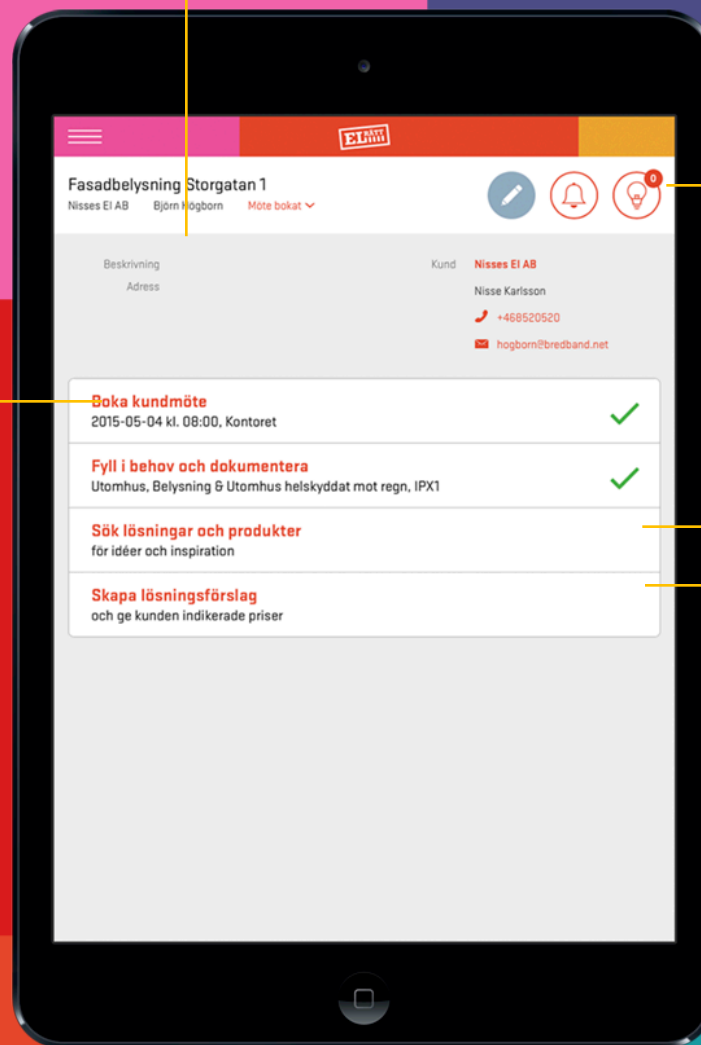 ELRÄTT
Fasadbelysning Storgatan 1
0
Nisses El AB Björn Högborn Möte bokat
Beskrivning
Adress
Kund Nisses El AB
Nisse Karlsson
+468520520
hogborn@bredband.net
Boka kundmöte
2015-05-04 kl. 08:00, Kontoret
Fyll i behov och dokumentera
Utomhus, Belysning & Utomhus helskyddat mot regn, IPX1
Sök lösningar och produkter
för idéer och inspiration
Skapa lösningsförslag
och ge kunden indikerade priser